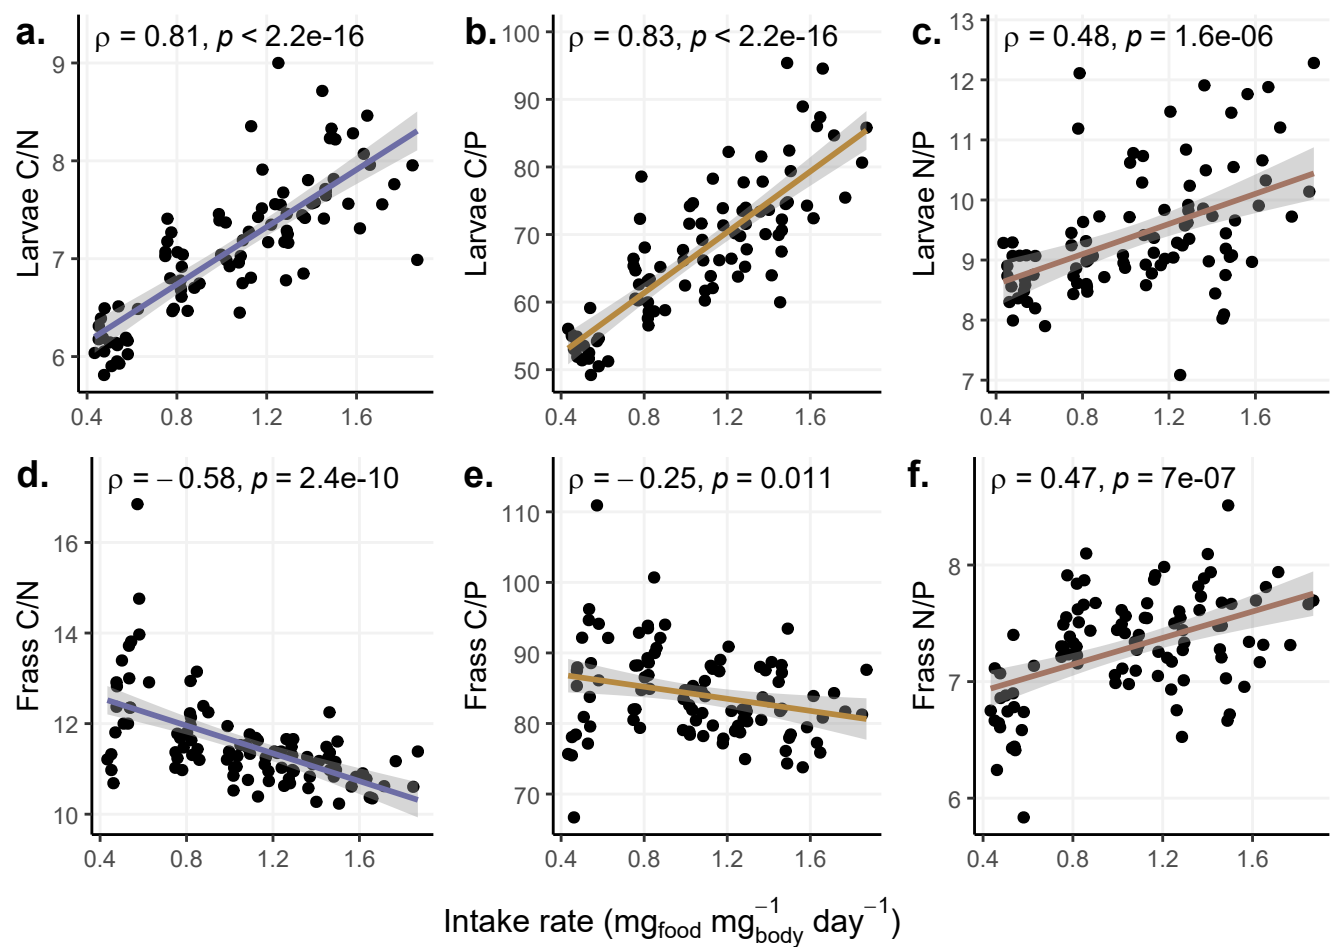 a. ρ = 0.81, p < 2.2e-16
Larvae C/N
9
8
7
6
0.4 0.8 1.2 1.6
b. ρ = 0.83, p < 2.2e-16
Larvae C/P
100
90
80
70
60
50
0.4 0.8 1.2 1.6
c. ρ = 0.48, p = 1.6e-06
Larvae N/P
13
12
11
10
9
8
7
0.4 0.8 1.2 1.6
d. ρ = −0.58, p = 2.4e-10
Frass C/N
16
14
12
10
0.4 0.8 1.2 1.6
e. ρ = −0.25, p = 0.011
Frass C/P
110
100
90
80
70
0.4 0.8 1.2 1.6
f. ρ = 0.47, p = 7e-07
Frass N/P
8
7
6
0.4 0.8 1.2 1.6
Intake rate (mg_food mg_body^−1 day^−1)